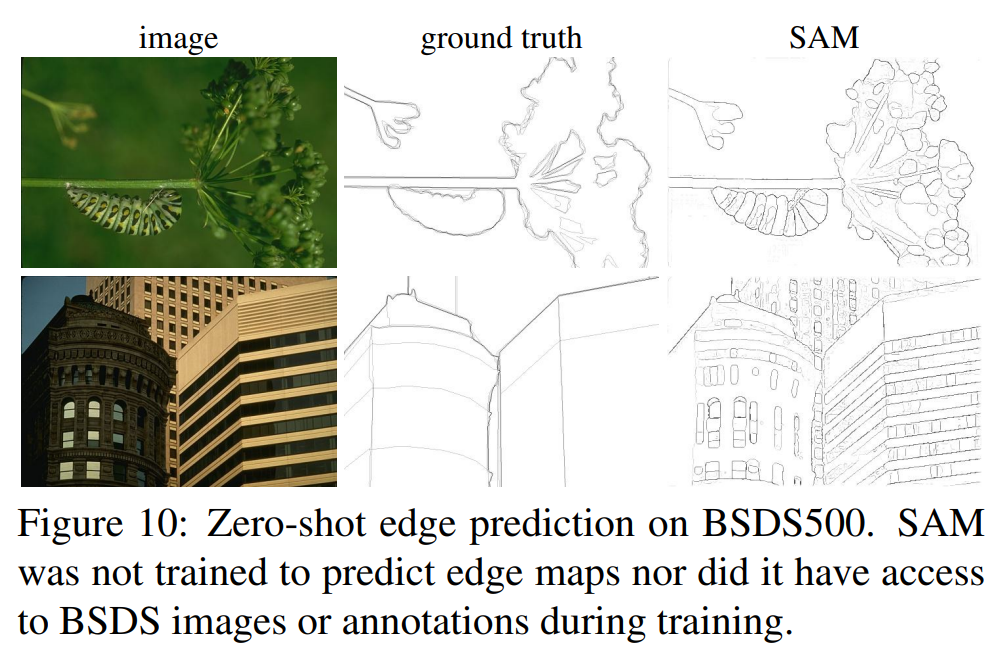 image ground truth SAM
Figure 10: Zero-shot edge prediction on BSDS500. SAM
was not trained to predict edge maps nor did it have access
to BSDS images or annotations during training.